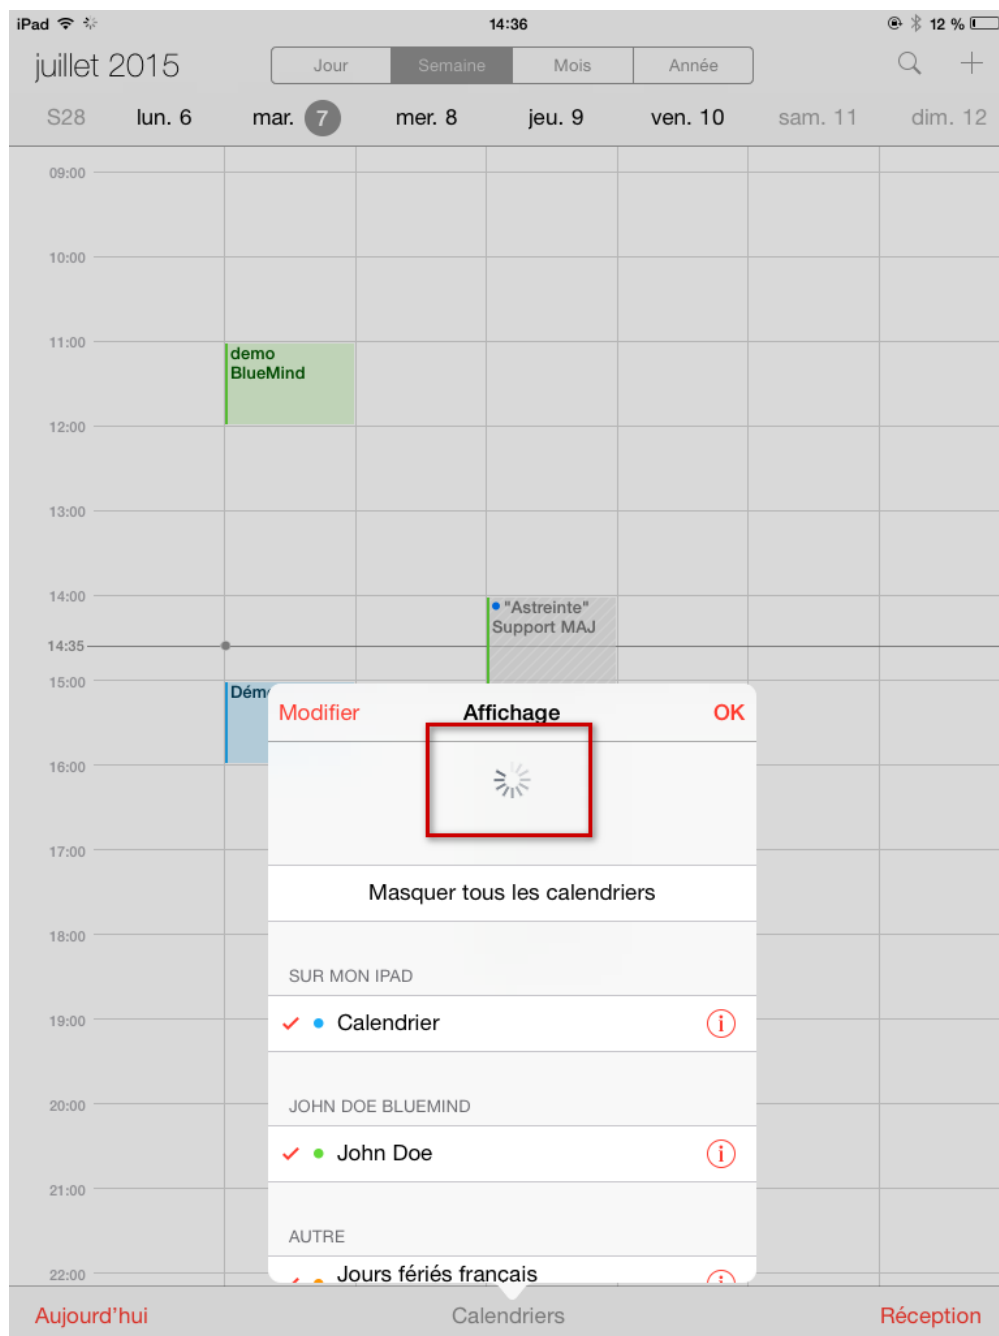 iPad 14:36 12 %
juillet 2015 Jour Semaine Mois Année
S28 lun. 6 mar. 7 mer. 8 jeu. 9 ven. 10 sam. 11 dim. 12
09:00
10:00
11:00
demo
BlueMind
12:00
13:00
14:00
"Astreinte"
Support MAJ
14:35
15:00
Dém
Modifier Affichage OK
16:00
17:00
Masquer tous les calendriers
18:00
SUR MON IPAD
19:00
Calendrier
20:00
JOHN DOE BLUEMIND
John Doe
21:00
AUTRE
22:00
Jours fériés français
Aujourd'hui Calendriers Réception